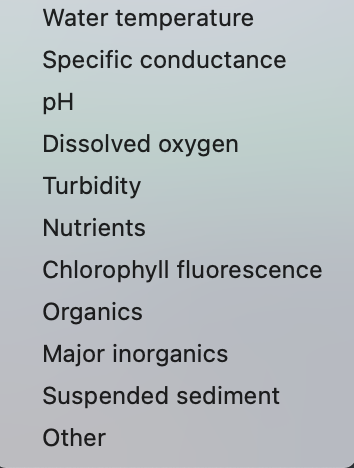 Water temperature
Specific conductance
pH
Dissolved oxygen
Turbidity
Nutrients
Chlorophyll fluorescence
Organics
Major inorganics
Suspended sediment
Other